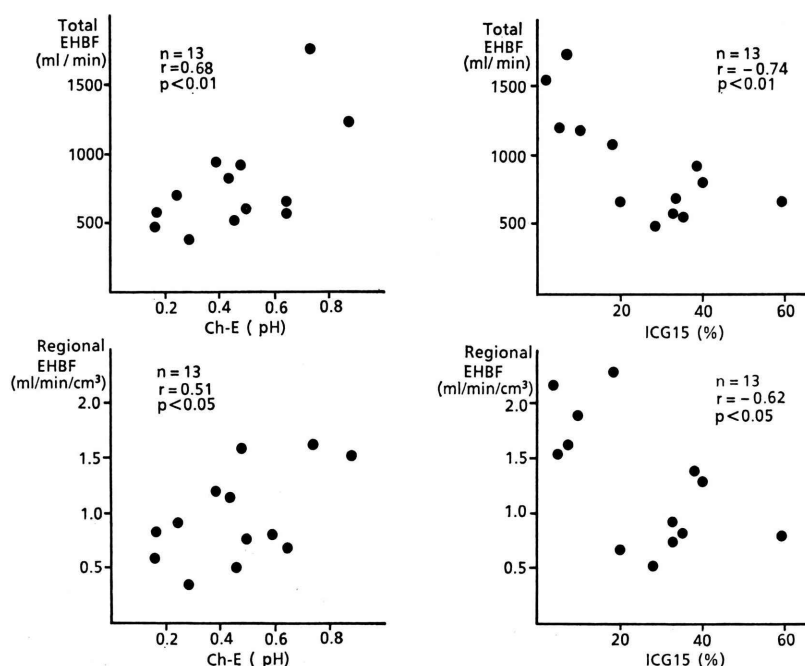 Total
EHBF
(ml / min)
n = 13
r=0.68
p<0.01
1500
1000
500
0.2 0.4 0.6 0.8
Ch-E ( pH)
Total
EHBF
(ml/ min)
n = 13
r= −0.74
p<0.01
1500
1000
500
20 40 60
ICG15 (%)
Regional
EHBF
(ml/min/cm³)
n = 13
r = 0.51
p<0.05
2.0
1.5
1.0
0.5
0.2 0.4 0.6 0.8
Ch-E ( pH)
Regional
EHBF
(ml/min/cm³)
n = 13
r= −0.62
p<0.05
2.0
1.5
1.0
0.5
20 40 60
ICG15 (%)